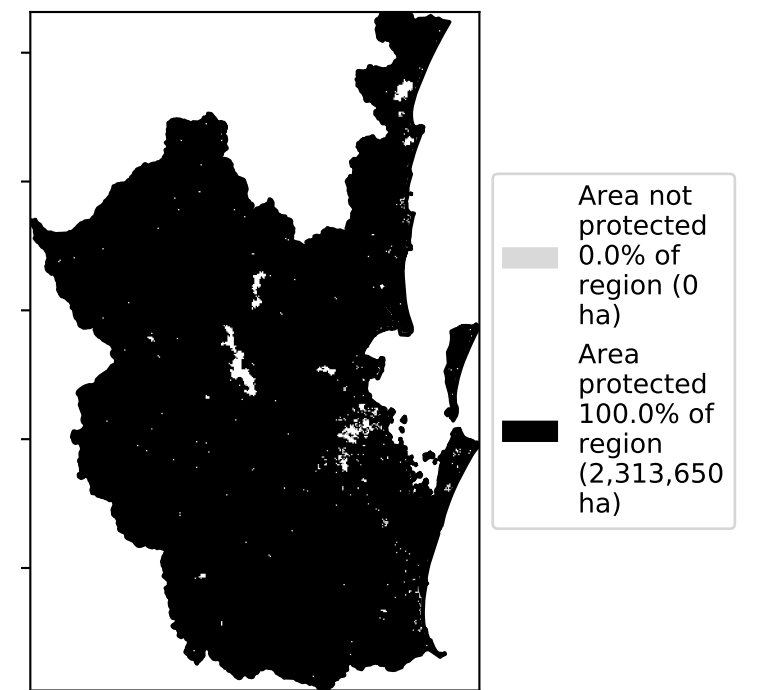 Area not
protected
0.0% of
region (0
ha)
Area
protected
100.0% of
region
(2,313,650
ha)